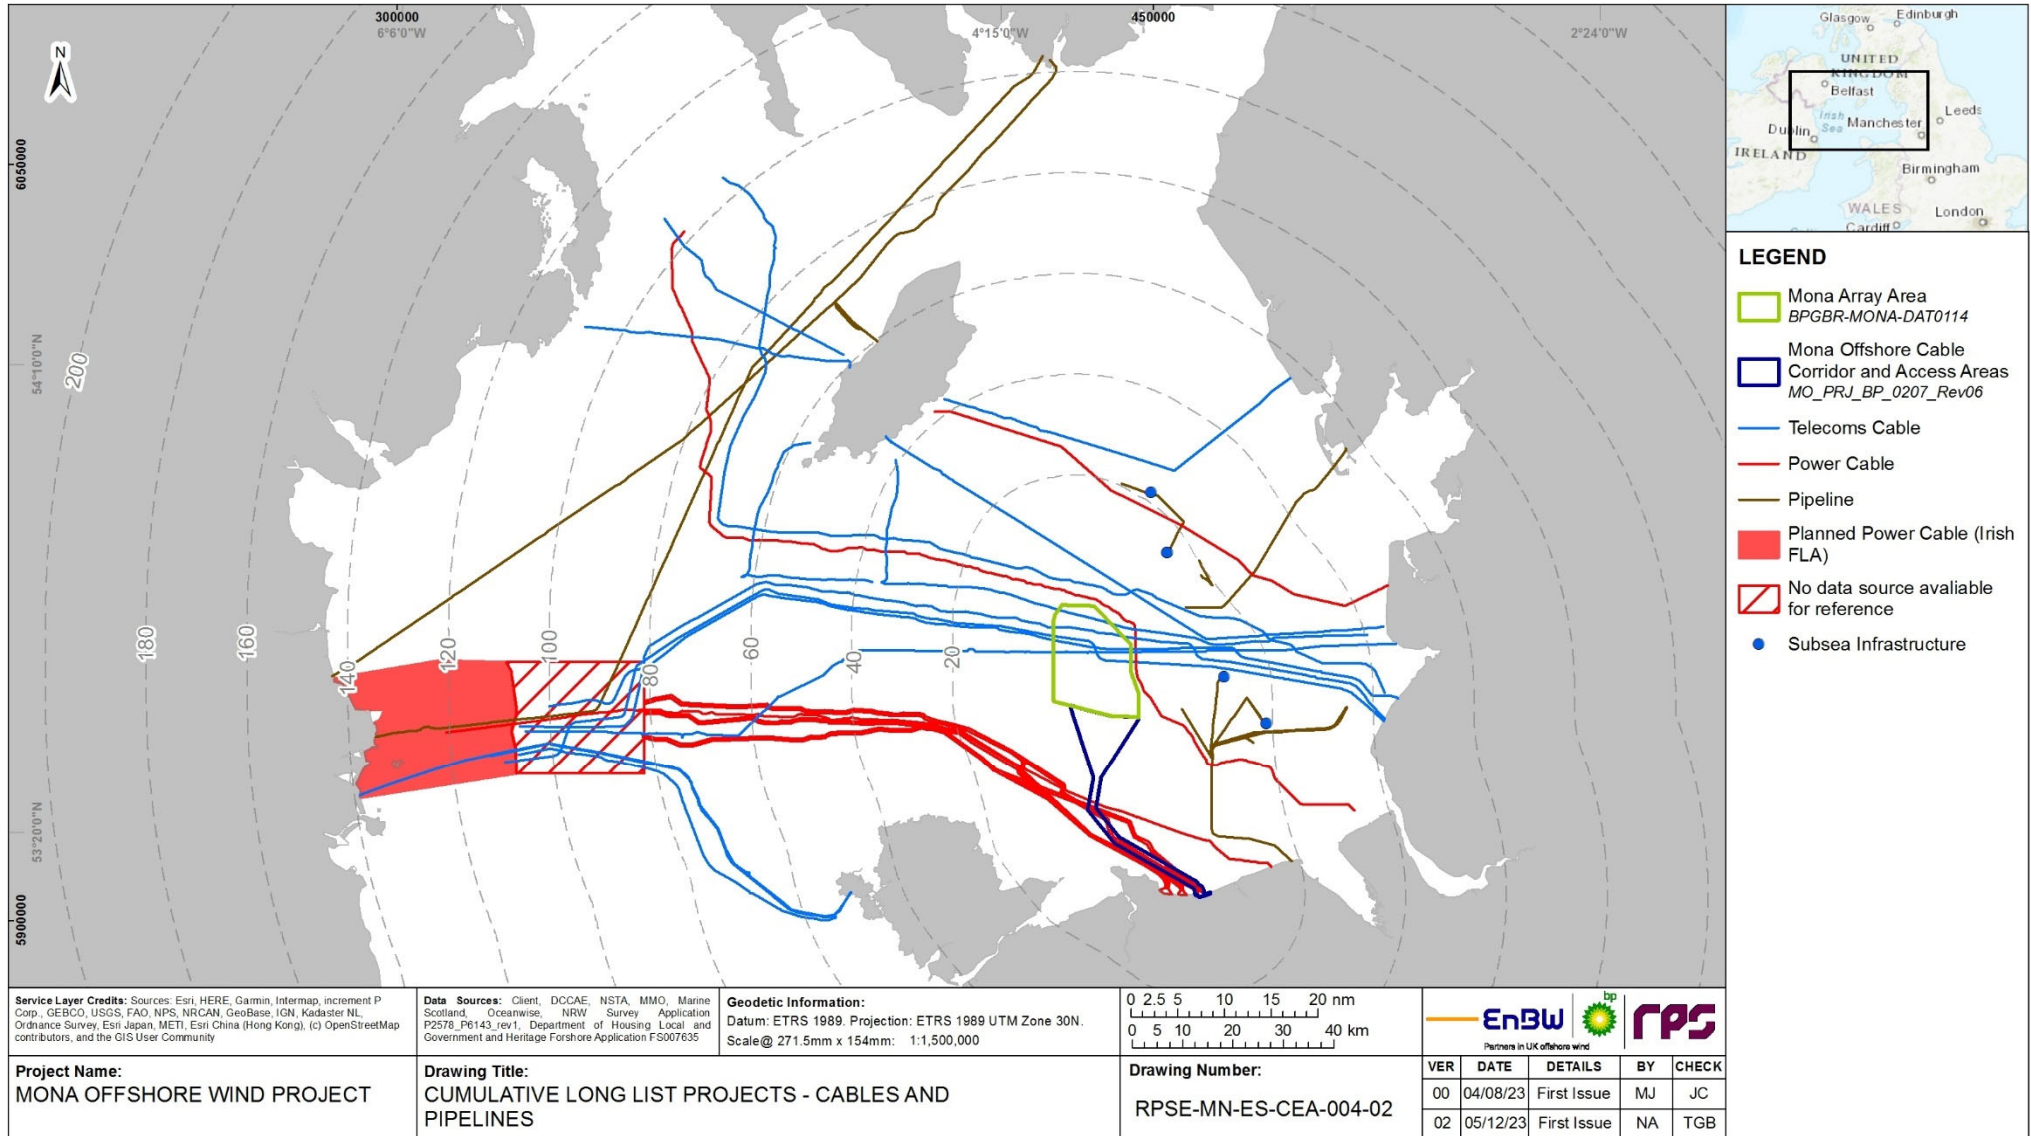 300000
450000
6°6'0"W
4°15'0"W
2°24'0"W
N
6050000
54°10'0"N
53°20'0"N
5900000
200
180
160
140
120
100
80
60
40
20
Glasgow
Edinburgh
UNITED
KINGDOM
Belfast
Leeds
Irish
Sea
Manchester
Dublin
IRELAND
Birmingham
WALES
London
Cardiff
LEGEND
Mona Array Area
BPGBR-MONA-DAT0114
Mona Offshore Cable
Corridor and Access Areas
MO_PRJ_BP_0207_Rev06
Telecoms Cable
Power Cable
Pipeline
Planned Power Cable (Irish
FLA)
No data source avaliable
for reference
Subsea Infrastructure
Service Layer Credits: Sources: Esri, HERE, Garmin, Intermap, increment P
Corp., GEBCO, USGS, FAO, NPS, NRCAN, GeoBase, IGN, Kadaster NL,
Ordnance Survey, Esri Japan, METI, Esri China (Hong Kong), (c) OpenStreetMap
contributors, and the GIS User Community
Data Sources: Client, DCCAE, NSTA, MMO, Marine
Scotland, Oceanwise, NRW Survey Application
P2578_P6143_rev1, Department of Housing Local and
Government and Heritage Forshore Application FS007635
Geodetic Information:
Datum: ETRS 1989. Projection: ETRS 1989 UTM Zone 30N.
Scale@ 271.5mm x 154mm: 1:1,500,000
0 2.5 5 10 15 20 nm
0 5 10 20 30 40 km
EnBW
bp
rps
Partners in UK offshore wind
Project Name:
MONA OFFSHORE WIND PROJECT
Drawing Title:
CUMULATIVE LONG LIST PROJECTS - CABLES AND
PIPELINES
Drawing Number:
RPSE-MN-ES-CEA-004-02
VER DATE DETAILS BY CHECK
00 04/08/23 First Issue MJ JC
02 05/12/23 First Issue NA TGB